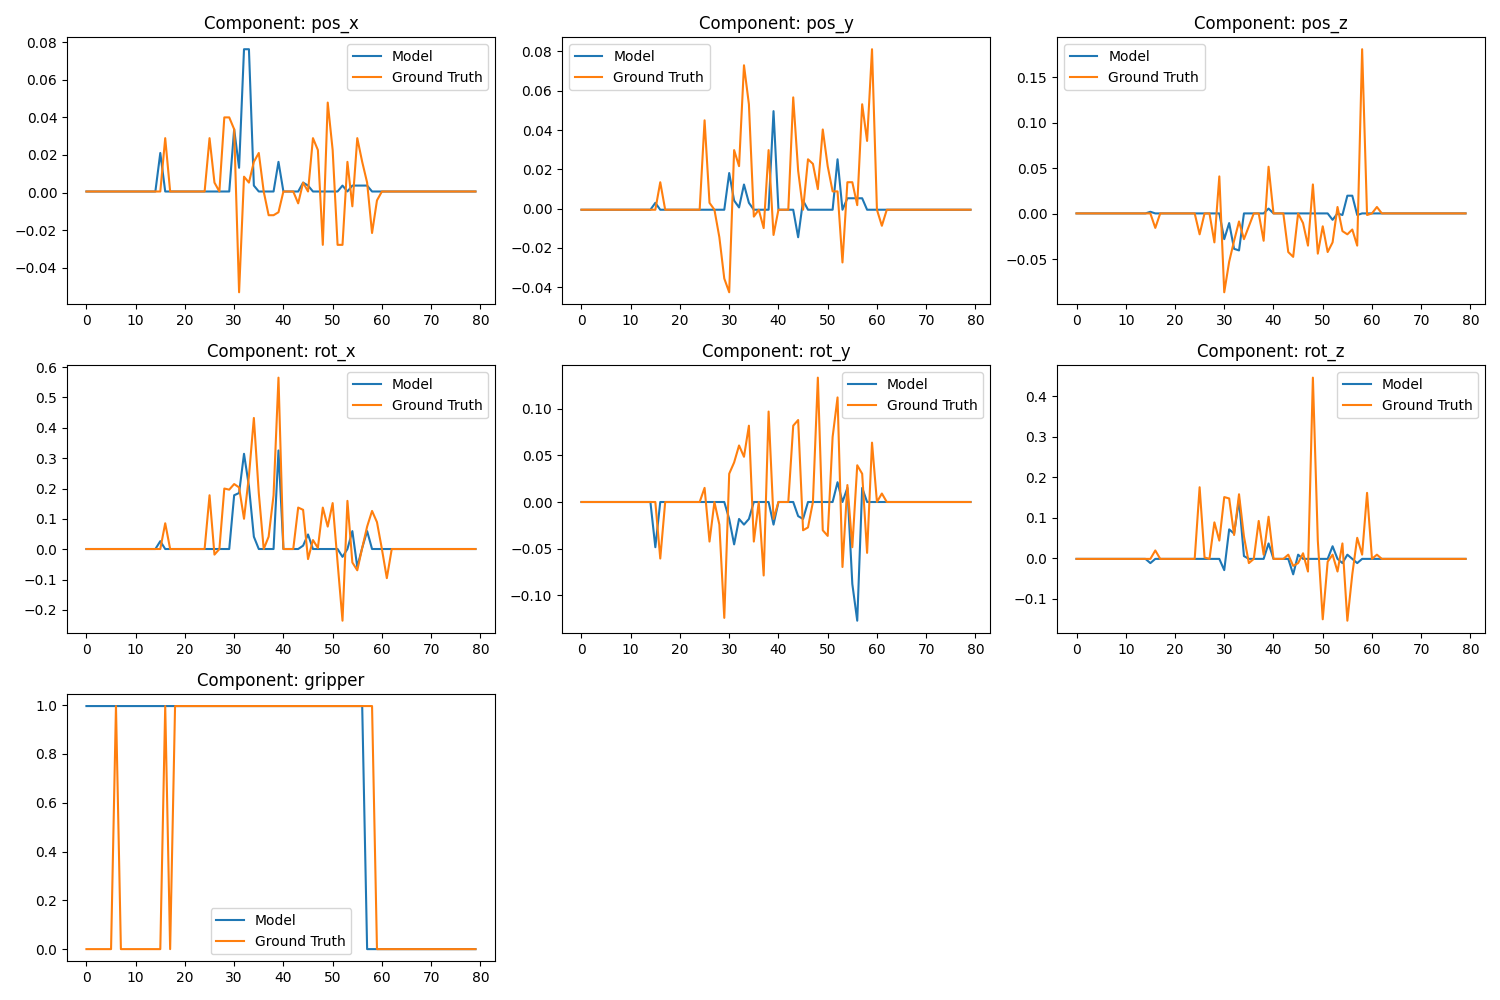 Component: pos_x
Model
Ground Truth
0.08
0.06
0.04
0.02
0.00
−0.02
−0.04
0 10 20 30 40 50 60 70 80
Component: pos_y
Model
Ground Truth
0.08
0.06
0.04
0.02
0.00
−0.02
−0.04
0 10 20 30 40 50 60 70 80
Component: pos_z
Model
Ground Truth
0.15
0.10
0.05
0.00
−0.05
0 10 20 30 40 50 60 70 80
Component: rot_x
Model
Ground Truth
0.6
0.5
0.4
0.3
0.2
0.1
0.0
−0.1
−0.2
0 10 20 30 40 50 60 70 80
Component: rot_y
Model
Ground Truth
0.10
0.05
0.00
−0.05
−0.10
0 10 20 30 40 50 60 70 80
Component: rot_z
Model
Ground Truth
0.4
0.3
0.2
0.1
0.0
−0.1
0 10 20 30 40 50 60 70 80
Component: gripper
1.0
0.8
0.6
0.4
0.2
0.0
Model
Ground Truth
0 10 20 30 40 50 60 70 80